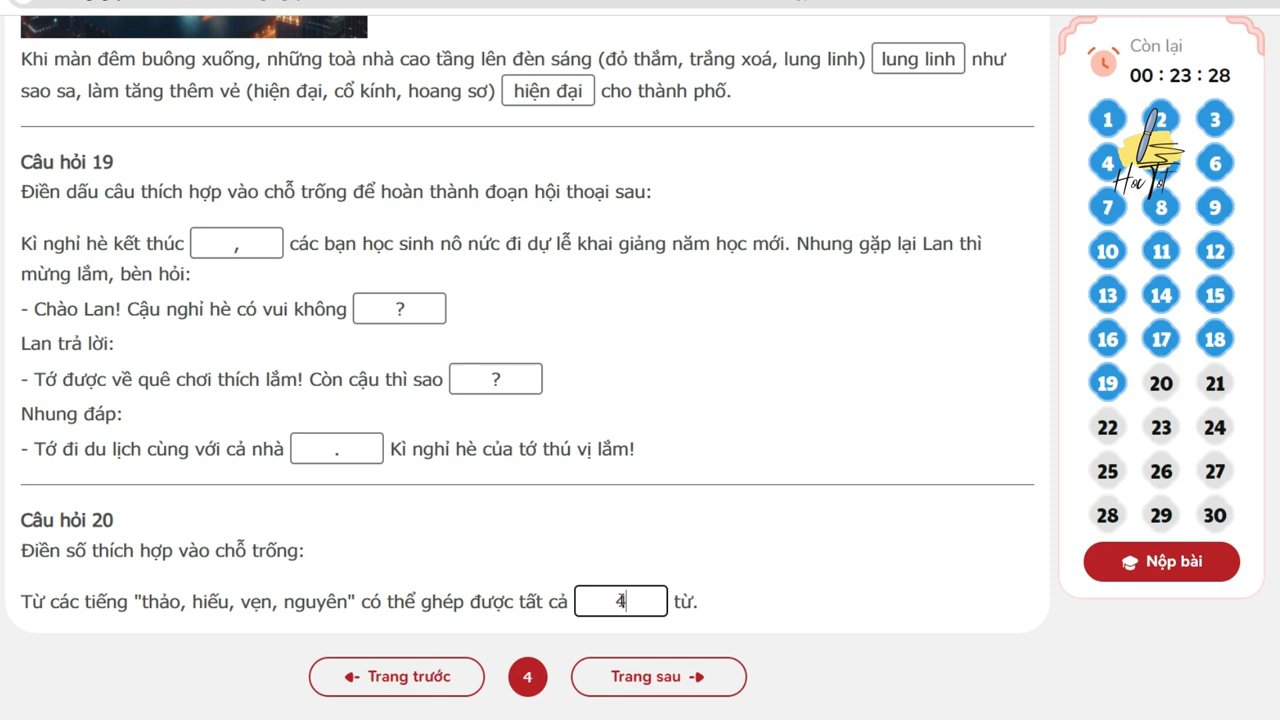 Khi màn đêm buông xuống, những toà nhà cao tầng lên đèn sáng (đỏ thắm, trắng xoá, lung linh) lung linh như
sao sa, làm tăng thêm vẻ (hiện đại, cổ kính, hoang sơ) hiện đại cho thành phố.
Câu hỏi 19
Điền dấu câu thích hợp vào chỗ trống để hoàn thành đoạn hội thoại sau:
Kì nghỉ hè kết thúc , các bạn học sinh nô nức đi dự lễ khai giảng năm học mới. Nhung gặp lại Lan thì
mừng lắm, bèn hỏi:
- Chào Lan! Cậu nghỉ hè có vui không ?
Lan trả lời:
- Tớ được về quê chơi thích lắm! Còn cậu thì sao ?
Nhung đáp:
- Tớ đi du lịch cùng với cả nhà . Kì nghỉ hè của tớ thú vị lắm!
Câu hỏi 20
Điền số thích hợp vào chỗ trống:
Từ các tiếng "thảo, hiếu, vẹn, nguyên" có thể ghép được tất cả 4 từ.
Trang trước 4 Trang sau
Còn lại
00 : 23 : 28
1 2 3
4 6
Học Tốt
7 8 9
10 11 12
13 14 15
16 17 18
19 20 21
22 23 24
25 26 27
28 29 30
Nộp bài